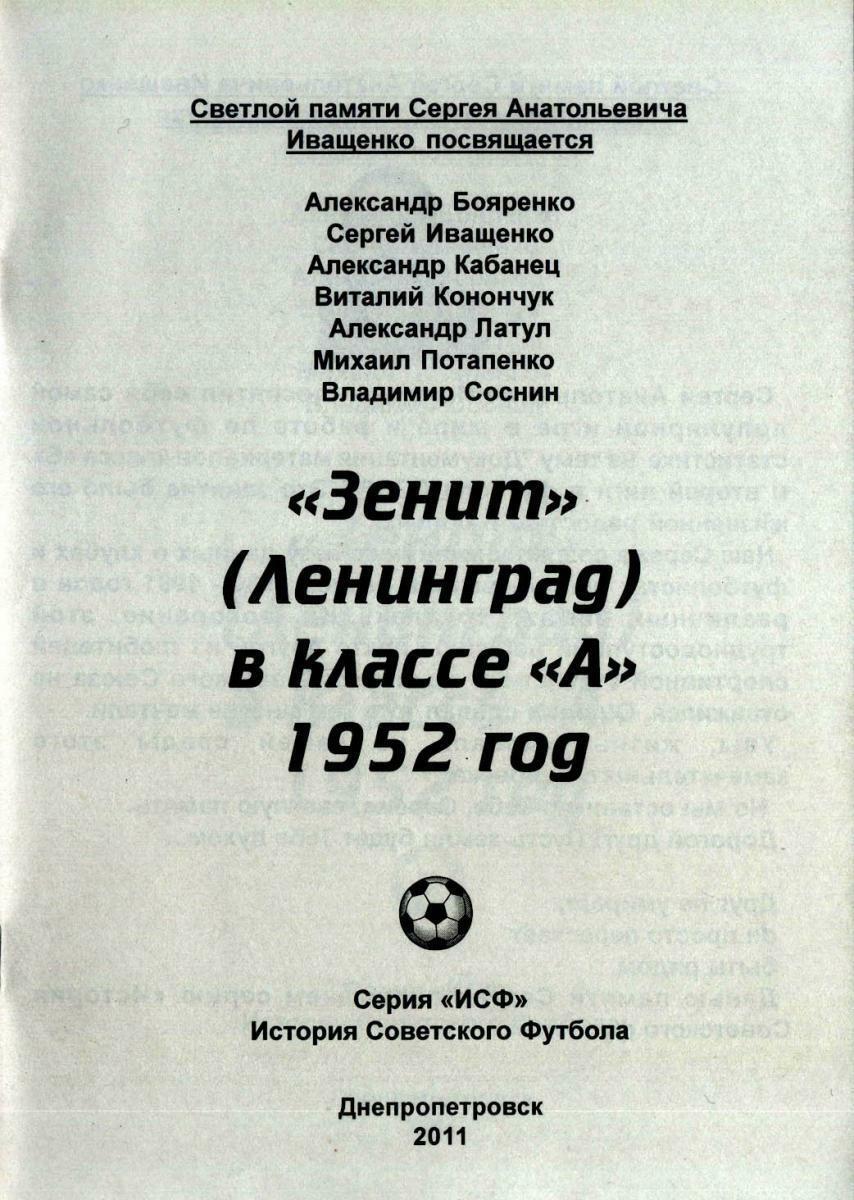 Светлой памяти Сергея Анатольевича
Иващенко посвящается
Александр Бояренко
Сергей Иващенко
Александр Кабанец
Виталий Конончук
Александр Латул
Михаил Потапенко
Владимир Соснин
«Зенит»
(Ленинград)
в классе «А»
1952 год
Серия «ИСФ»
История Советского Футбола
Днепропетровск
2011